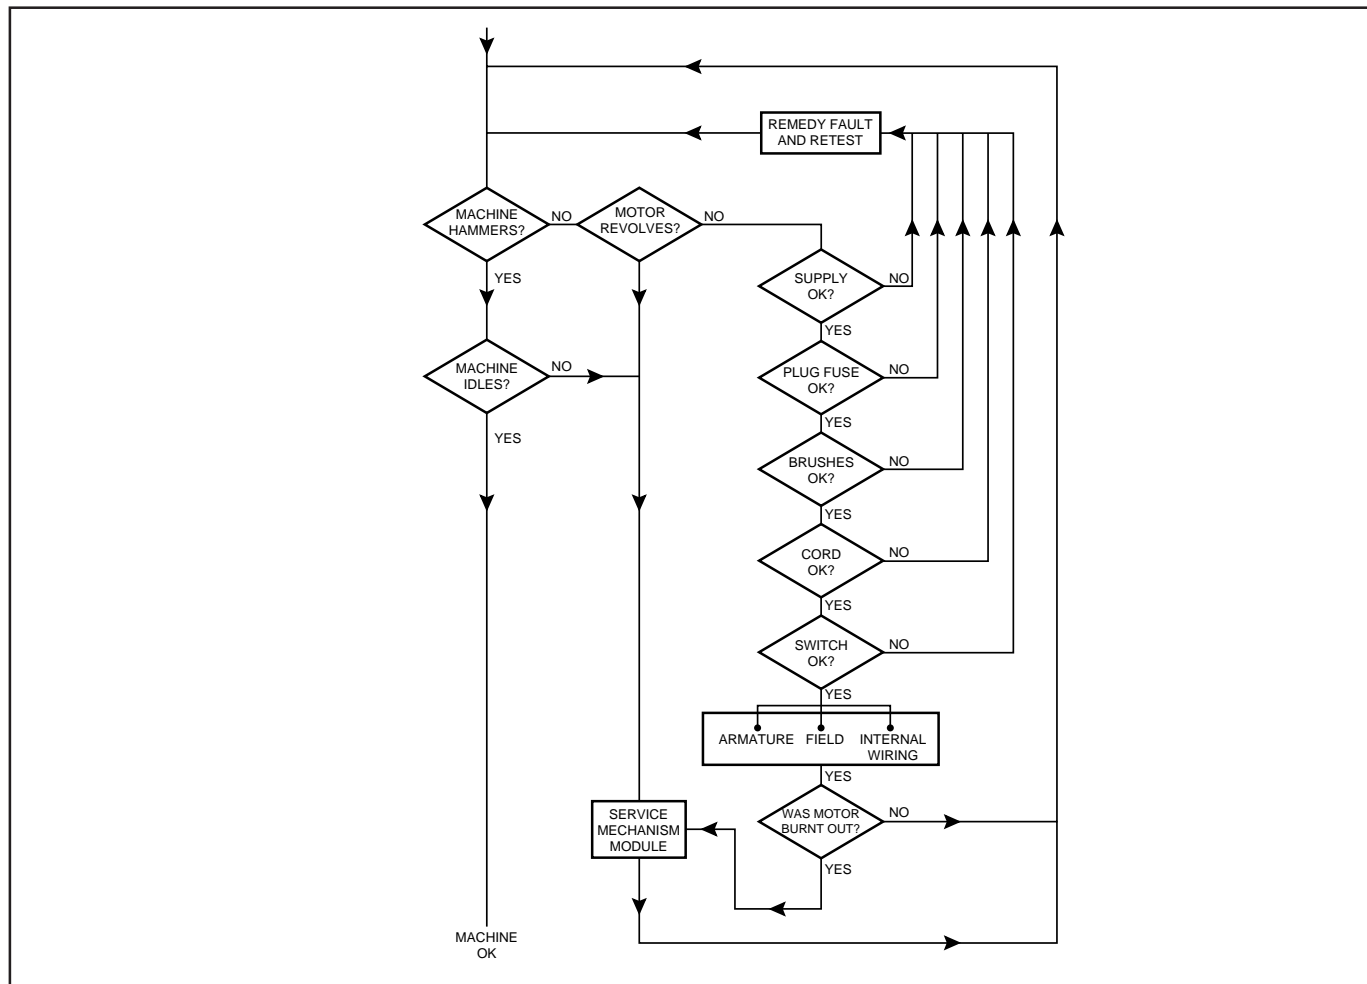 REMEDY FAULT
AND RETEST
MACHINE
HAMMERS?
NO
MOTOR
REVOLVES?
NO
YES
SUPPLY
OK?
NO
YES
MACHINE
IDLES?
NO
YES
PLUG FUSE
OK?
NO
YES
BRUSHES
OK?
NO
YES
CORD
OK?
NO
YES
SWITCH
OK?
NO
YES
ARMATURE
FIELD
INTERNAL
WIRING
YES
WAS MOTOR
BURNT OUT?
NO
YES
SERVICE
MECHANISM
MODULE
MACHINE
OK